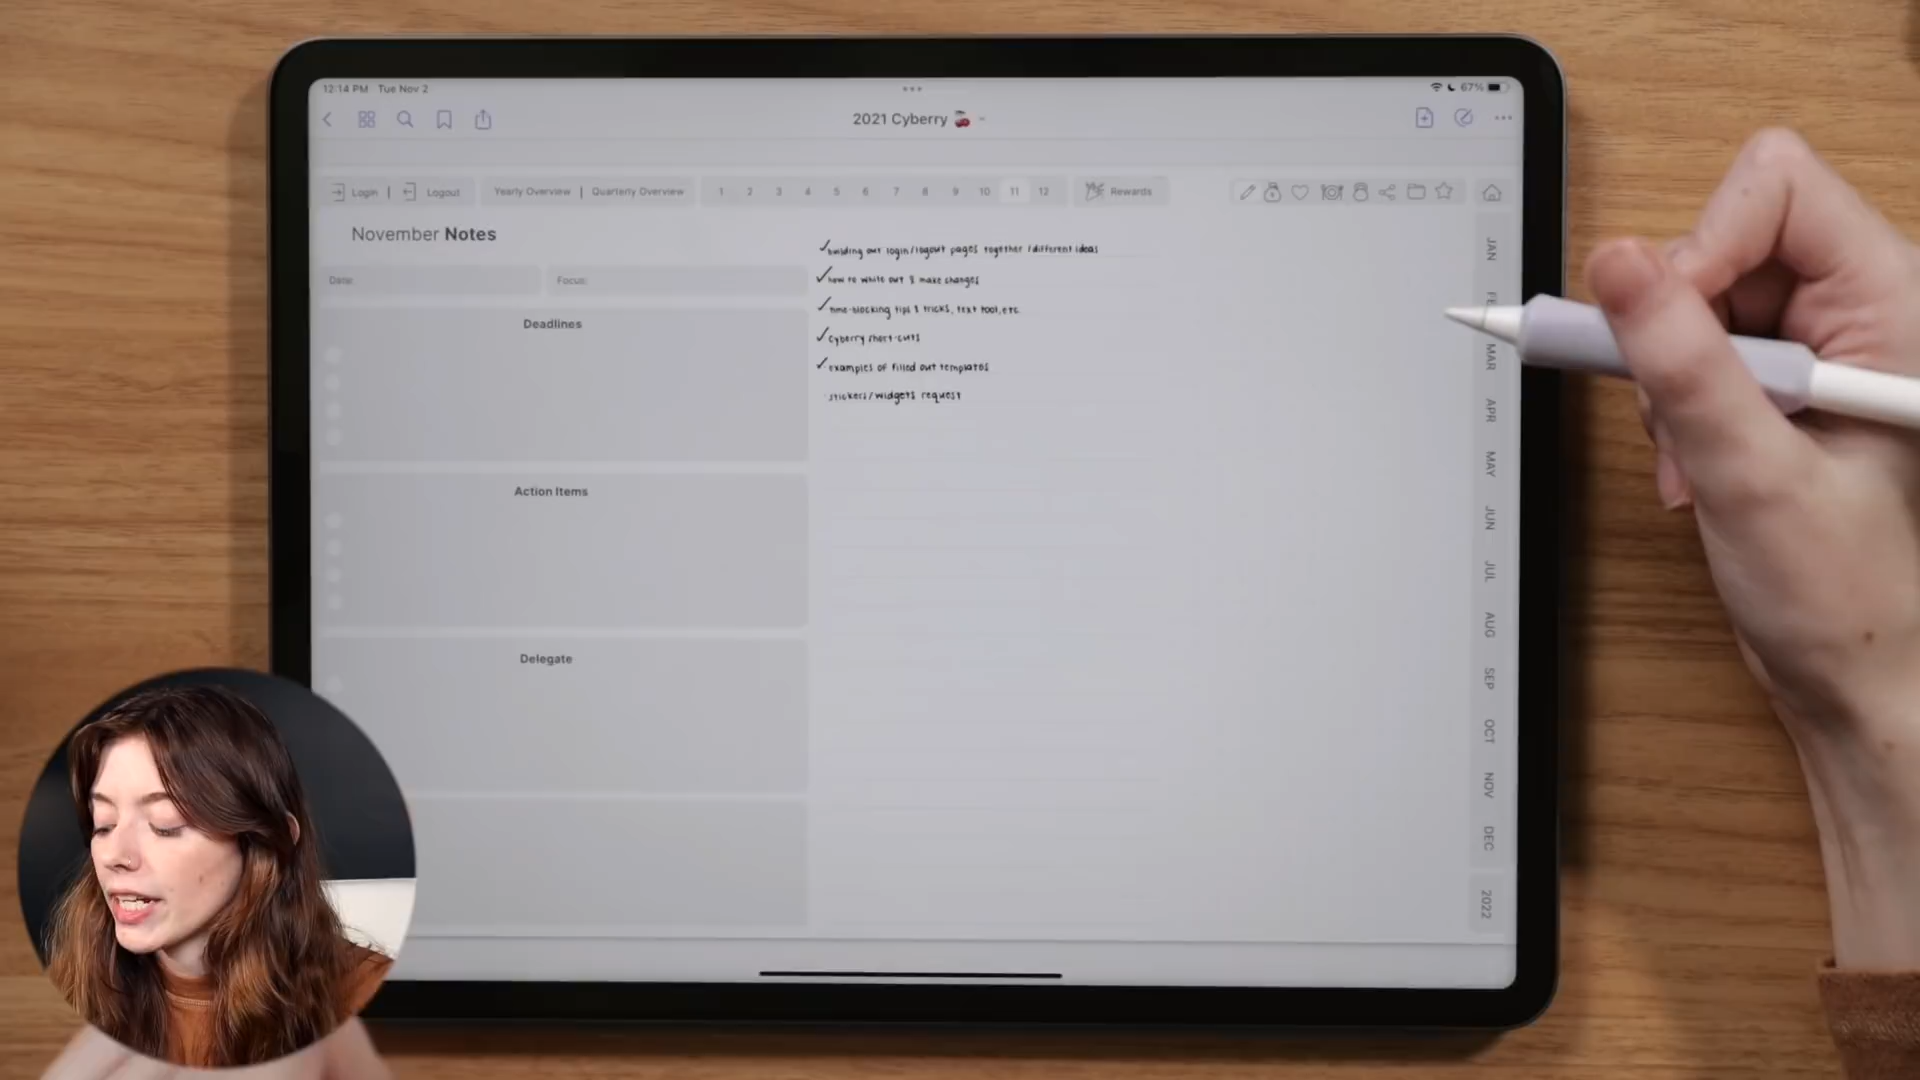 12:14 PM Tue Nov 2
67%
2021 Cyberry
Login | Logout
Yearly Overview | Quarterly Overview
1 2 3 4 5 6 7 8 9 10 11 12
Rewards
November Notes
Date:
Focus:
Deadlines
Action Items
Delegate
building out login/logout pages together/different ideas
how to white out & make changes
time-blocking tips & tricks, text tool, etc
cyberry short-cuts
examples of filled out templates
stickers/widgets request
JAN
FE
MAR
APR
MAY
JUN
JUL
AUG
SEP
OCT
NOV
DEC
2022